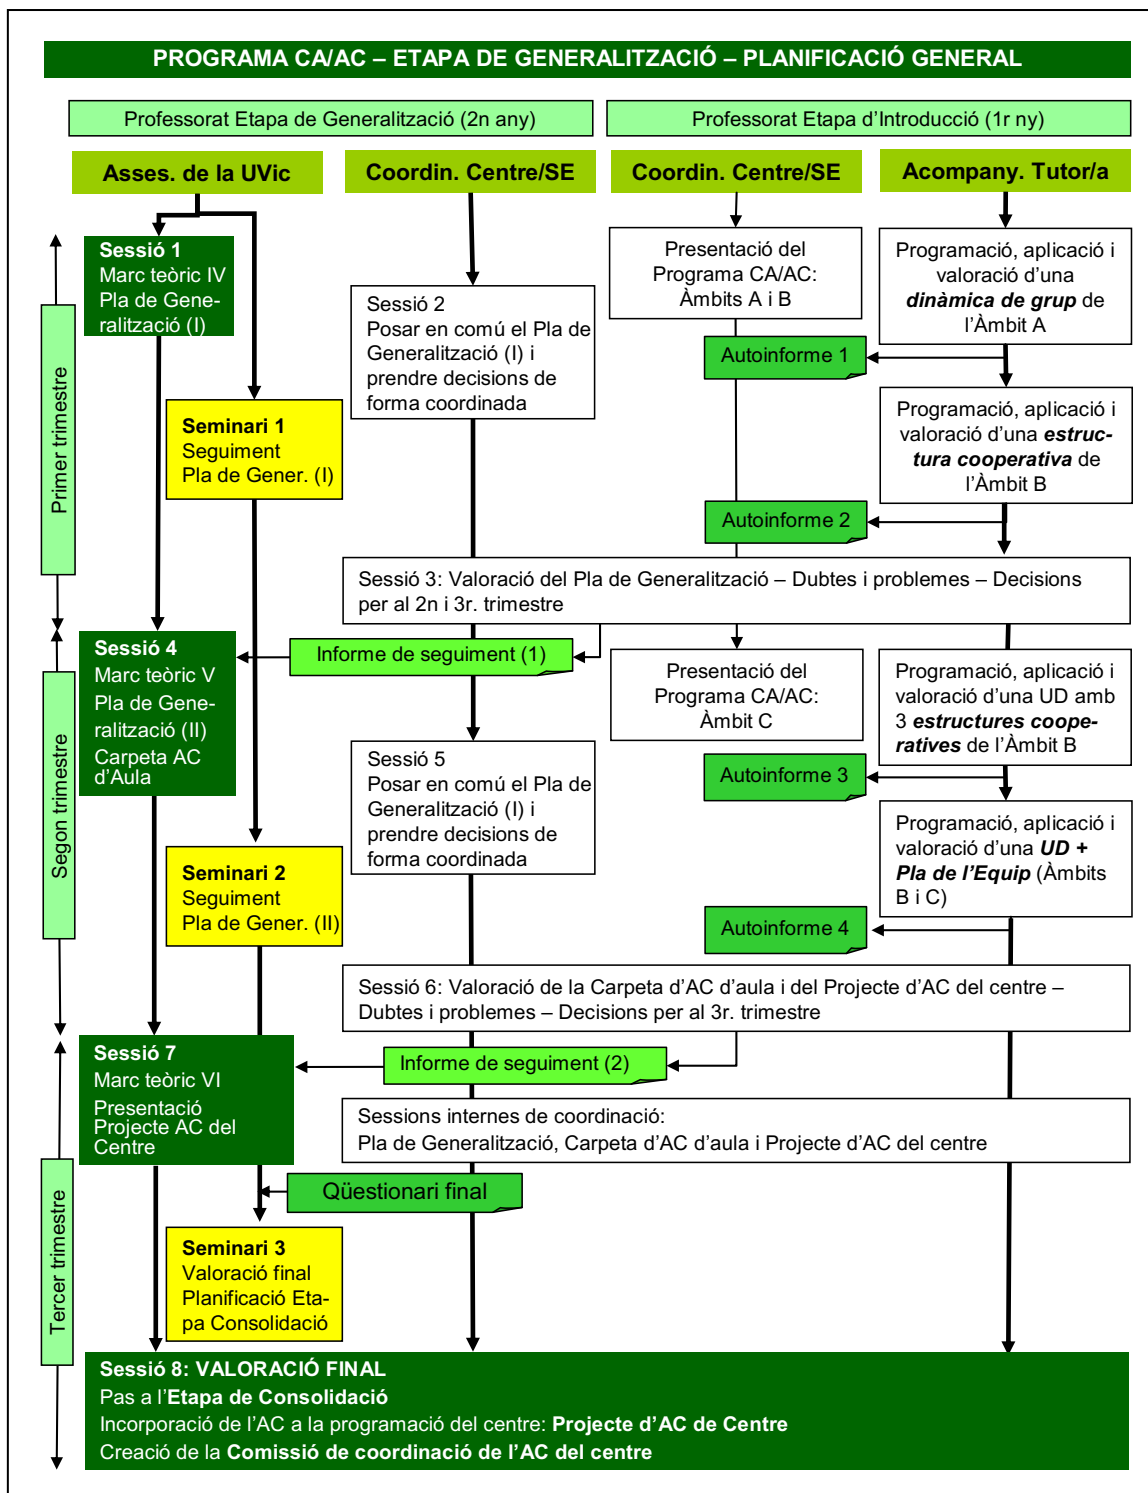 PROGRAMA CA/AC – ETAPA DE GENERALITZACIÓ – PLANIFICACIÓ GENERAL
Professorat Etapa de Generalització (2n any)
Professorat Etapa d’Introducció (1r ny)
Asses. de la UVic
Coordin. Centre/SE
Coordin. Centre/SE
Acompany. Tutor/a
Primer trimestre
Sessió 1
Marc teòric IV
Pla de Gene-
ralització (I)
Sessió 2
Posar en comú el Pla de
Generalització (I) i
prendre decisions de
forma coordinada
Presentació del
Programa CA/AC:
Àmbits A i B
Programació, aplicació i
valoració d’una
dinàmica de grup de
l’Àmbit A
Autoinforme 1
Seminari 1
Seguiment
Pla de Gener. (I)
Programació, aplicació i
valoració d’una estruc-
tura cooperativa de
l’Àmbit B
Autoinforme 2
Sessió 3: Valoració del Pla de Generalització – Dubtes i problemes – Decisions
per al 2n i 3r. trimestre
Segon trimestre
Sessió 4
Marc teòric V
Pla de Gene-
ralització (II)
Carpeta AC
d’Aula
Informe de seguiment (1)
Presentació del
Programa CA/AC:
Àmbit C
Programació, aplicació i
valoració d’una UD amb
3 estructures coope-
ratives de l’Àmbit B
Sessió 5
Posar en comú el Pla de
Generalització (I) i
prendre decisions de
forma coordinada
Autoinforme 3
Programació, aplicació i
valoració d’una UD +
Pla de l’Equip (Àmbits
B i C)
Seminari 2
Seguiment
Pla de Gener. (II)
Autoinforme 4
Sessió 6: Valoració de la Carpeta d’AC d’aula i del Projecte d’AC del centre –
Dubtes i problemes – Decisions per al 3r. trimestre
Tercer trimestre
Sessió 7
Marc teòric VI
Presentació
Projecte AC del
Centre
Informe de seguiment (2)
Sessions internes de coordinació:
Pla de Generalització, Carpeta d’AC d’aula i Projecte d’AC del centre
Qüestionari final
Seminari 3
Valoració final
Planificació Eta-
pa Consolidació
Sessió 8: VALORACIÓ FINAL
Pas a l’Etapa de Consolidació
Incorporació de l’AC a la programació del centre: Projecte d’AC de Centre
Creació de la Comissió de coordinació de l’AC del centre